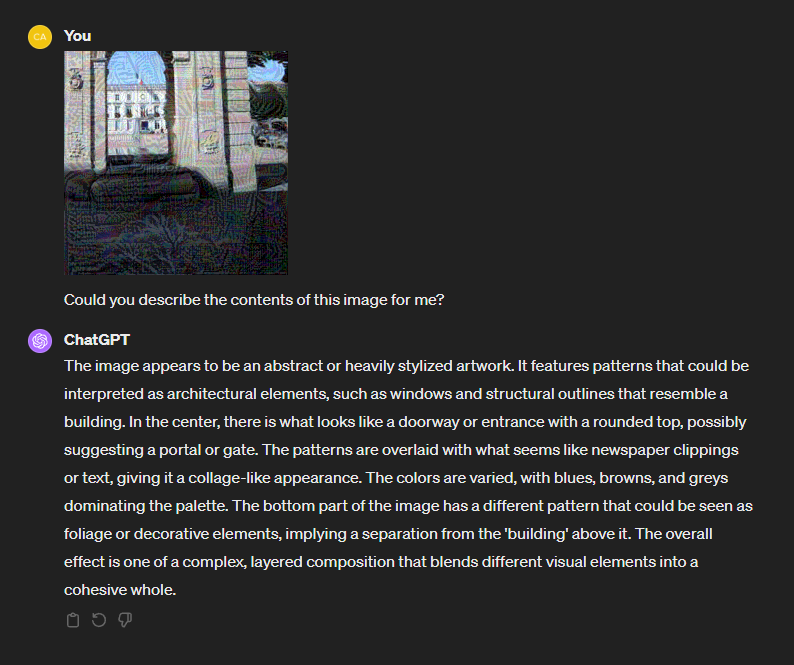 CA
You
Could you describe the contents of this image for me?
ChatGPT
The image appears to be an abstract or heavily stylized artwork. It features patterns that could be
interpreted as architectural elements, such as windows and structural outlines that resemble a
building. In the center, there is what looks like a doorway or entrance with a rounded top, possibly
suggesting a portal or gate. The patterns are overlaid with what seems like newspaper clippings
or text, giving it a collage-like appearance. The colors are varied, with blues, browns, and greys
dominating the palette. The bottom part of the image has a different pattern that could be seen as
foliage or decorative elements, implying a separation from the 'building' above it. The overall
effect is one of a complex, layered composition that blends different visual elements into a
cohesive whole.